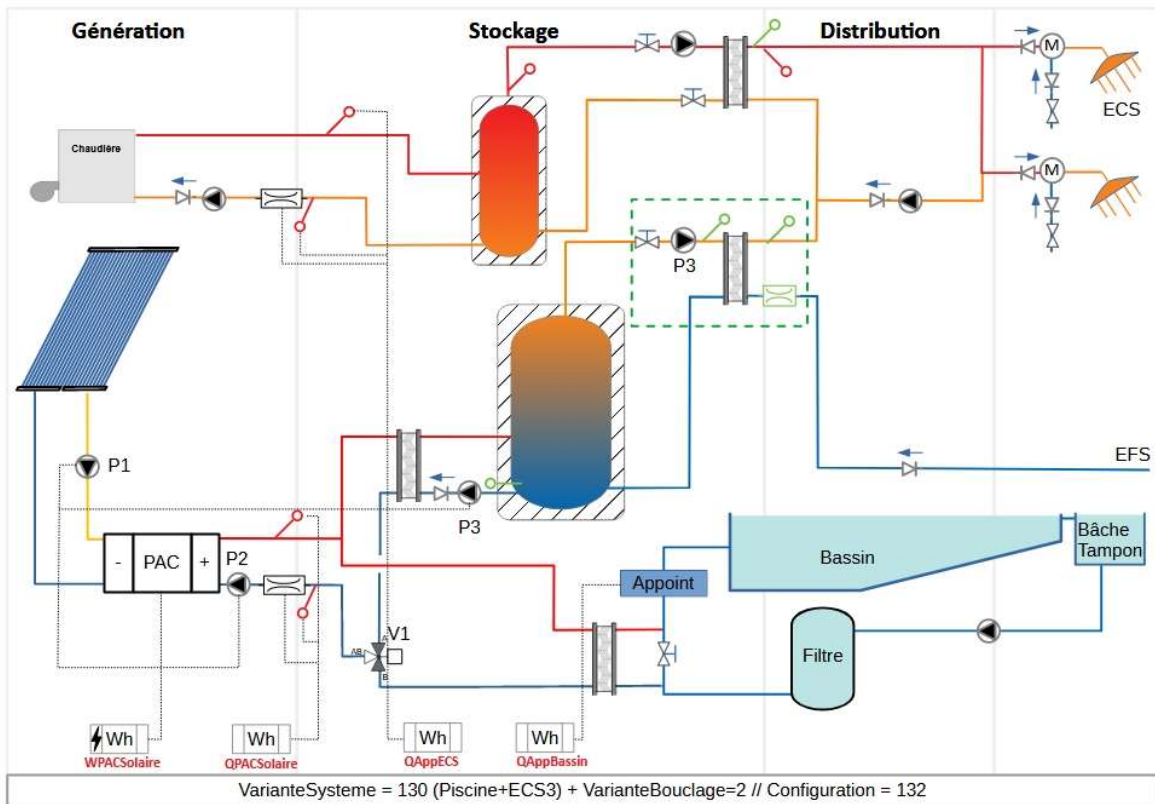 Génération
Stockage
Distribution
M
ECS
Chaudière
M
P3
P1
EFS
P3
- PAC +
P2
Bassin
Bâche
Tampon
Appoint
A
V1
AB
B
Filtre
Wh
Wh
Wh
Wh
WPACSolaire
QPACSolaire
QAppECS
QAppBassin
VarianteSysteme = 130 (Piscine+ECS3) + VarianteBouclage=2 // Configuration = 132